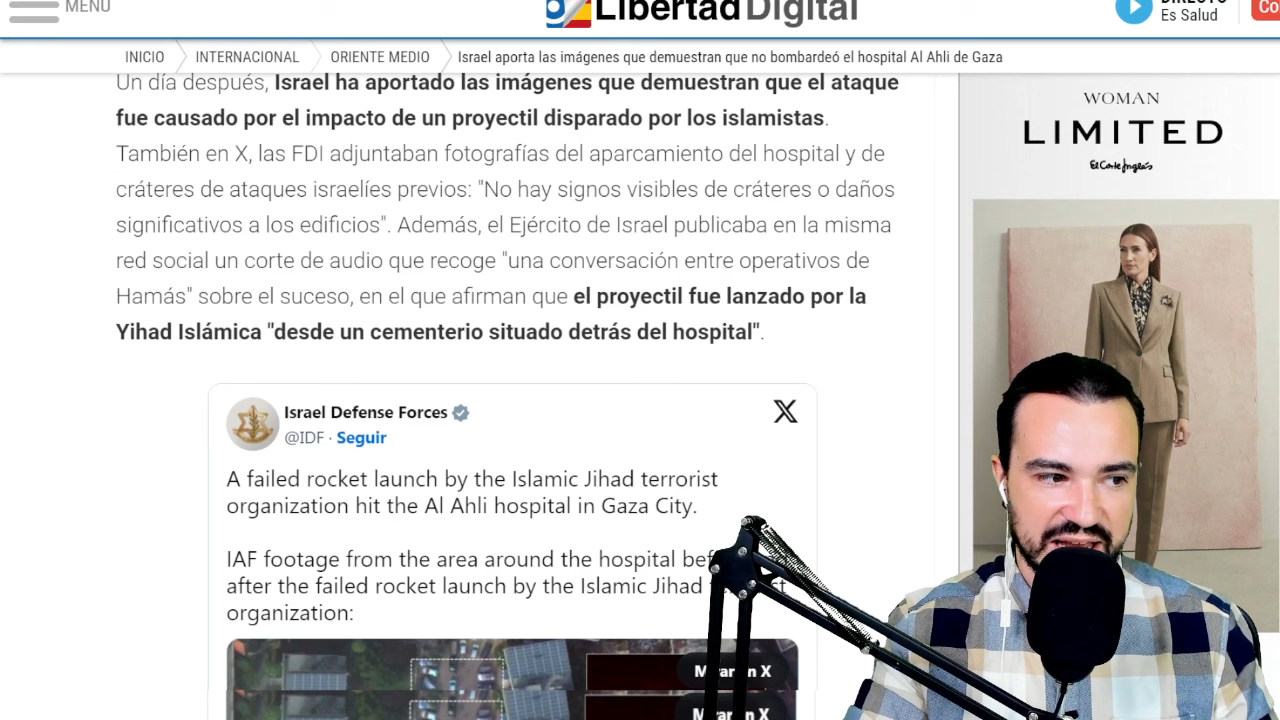 MENÚ
Libertad Digital
DIRECTO
Es Salud
Co
INICIO
INTERNACIONAL
ORIENTE MEDIO
Israel aporta las imágenes que demuestran que no bombardeó el hospital Al Ahli de Gaza
Un día después, Israel ha aportado las imágenes que demuestran que el ataque
fue causado por el impacto de un proyectil disparado por los islamistas.
También en X, las FDI adjuntaban fotografías del aparcamiento del hospital y de
cráteres de ataques israelíes previos: "No hay signos visibles de cráteres o daños
significativos a los edificios". Además, el Ejército de Israel publicaba en la misma
red social un corte de audio que recoge "una conversación entre operativos de
Hamás" sobre el suceso, en el que afirman que el proyectil fue lanzado por la
Yihad Islámica "desde un cementerio situado detrás del hospital".
Israel Defense Forces
@IDF · Seguir
A failed rocket launch by the Islamic Jihad terrorist
organization hit the Al Ahli hospital in Gaza City.
IAF footage from the area around the hospital bef
after the failed rocket launch by the Islamic Jihad
organization:
Mirar en X
Mirar en X
WOMAN
LIMITED
El Corte Inglés